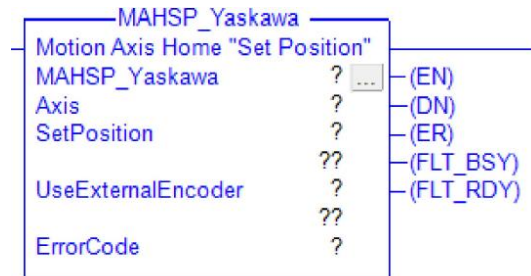 MAHSP_Yaskawa
Motion Axis Home "Set Position"
MAHSP_Yaskawa ? ... (EN)
Axis ? (DN)
SetPosition ? (ER)
?? (FLT_BSY)
UseExternalEncoder ? (FLT_RDY)
??
ErrorCode ?